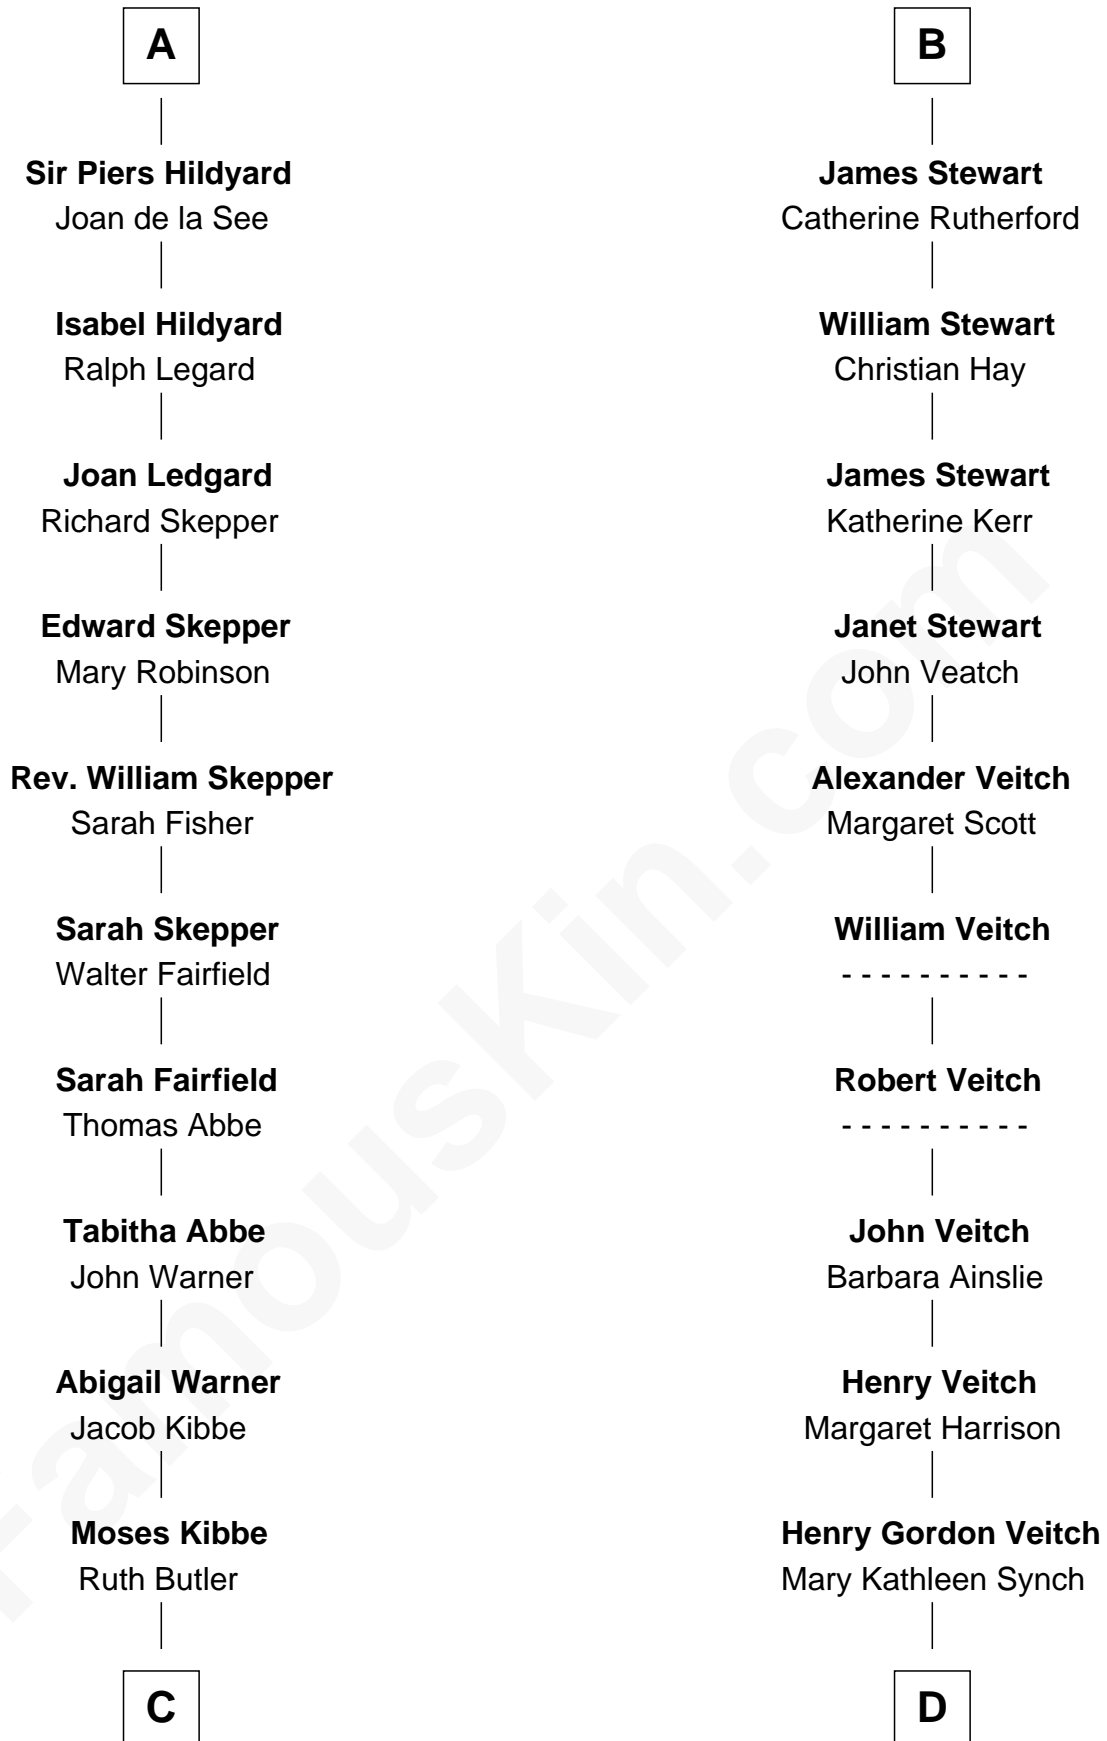 A
Sir Piers Hildyard
Joan de la See
Isabel Hildyard
Ralph Legard
Joan Ledgard
Richard Skepper
Edward Skepper
Mary Robinson
Rev. William Skepper
Sarah Fisher
Sarah Skepper
Walter Fairfield
Sarah Fairfield
Thomas Abbe
Tabitha Abbe
John Warner
Abigail Warner
Jacob Kibbe
Moses Kibbe
Ruth Butler
C
B
James Stewart
Catherine Rutherford
William Stewart
Christian Hay
James Stewart
Katherine Kerr
Janet Stewart
John Veatch
Alexander Veitch
Margaret Scott
William Veitch
- - - - - - - - - -
Robert Veitch
- - - - - - - - - -
John Veitch
Barbara Ainslie
Henry Veitch
Margaret Harrison
Henry Gordon Veitch
Mary Kathleen Synch
D
FamousKin.com